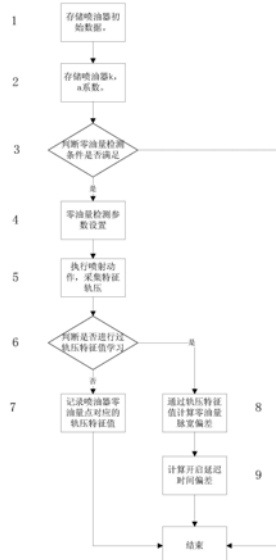 1
存储喷油器初
始数据。
2
存储喷油器k,
a系数。
3
判断零油量检测
条件是否满足
是
4
零油量检测参
数设置
5
执行喷射动
作，采集特征
轨压
6
判断是否进行过
轨压特征值学习
是
否
7
记录喷油器零
油量点对应的
轨压特征值
通过轨压特征
值计算零油量
脉宽偏差
8
计算开启延迟
时间偏差
9
结束